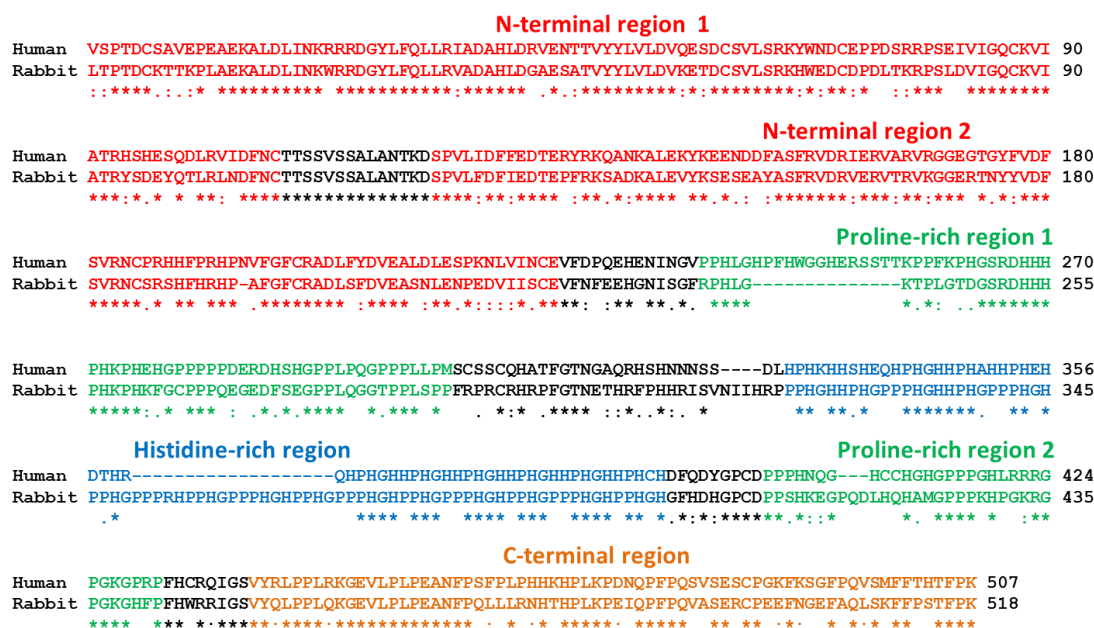 N-terminal region 1
Human VSPTDCSAVEPEAEKALDLINKRRRDGYLFQLLRIADAHLDRVENTTVYYLVLDVQESDCSVLSRKYWNDCEPPDSRRPSEIVIGQCKVI 90
Rabbit LTPTDCKTTKPLAEKALDLINKWRRDGYLFQLLRVADAHLDGAESATVYYLVLDVKETDCSVLSRKHWEDCDPDLTKRPSLDVIGQCKVI 90
::****.:.:* ********** ***********:****** .*.:*********:*:********:*:**:* ::*** ********
N-terminal region 2
Human ATRHSHESQDLRVIDFNCTTSSVSSALANTKDSPVLIDFFEDTERYRKQANKALEKYKEENDDFASFRVDRIERVARVRGGEGTGYFVDF 180
Rabbit ATRYSDEYQTLRLNDFNCTTSSVSSALANTKDSPVLFDFIEDTEPFRKSADKALEVYKSESEAYASFRVDRVERVTRVKGGERTNYYVDF 180
***:*.* * **: **********************:**:**** :**.*:**** **.*.: :*******:***:**:*** *.*:***
Proline-rich region 1
Human SVRNCPRHHFPRHPNVFGFCRADLFYDVEALDLESPKNLVINCEVFDPQEHENINGVPPHLGHPFHWGGHERSSTTKPPFKPHGSRDHHH 270
Rabbit SVRNCSRSHFHRHP-AFGFCRADLSFDVEASNLENPEDVIISCEVFNFEEHGNISGFRPHLG--------------KTPLGTDGSRDHHH 255
*****.* ** *** .******** :**** :**.*::::*.****: :** **.*. **** *.*: ..*******
Human PHKPHEHGPPPPPDERDHSHGPPLPQGPPPLLPMSCSSCQHATFGTNGAQRHSHNNNSS----DLHPHKHHSHEQHPHGHHPHAHHPHEH 356
Rabbit PHKPHKFGCPPPQEGEDFSEGPPLQGGTPPLSPPFRPRCRHRPFGTNETHRFPHHRISVNIIHRPPPHGHHPHGPPPHGHHPHGPPPHGH 345
*****:.* *** : .*.*.**** *.*** * . *:* .**** ::*..*:. * ** **.* ******. ** *
Histidine-rich region
Proline-rich region 2
Human DTHR-------------------QHPHGHHPHGHHPHGHHPHGHHPHGHHPHCHDFQDYGPCDPPPHNQG---HCCHGHGPPPGHLRRRG 424
Rabbit PPHGPPPRHPPHGPPPHGHPPHGPPPHGHPPHGPPPHGHPPHGPPPHGHPPHGHGFHDHGPCDPPSHKEGPQDLHQHAMGPPPKHPGKRG 435
.* **** *** **** *** **** ** *.*:*:******.*::* *. **** * :**
C-terminal region
Human PGKGPRPFHCRQIGSVYRLPPLRKGEVLPLPEANFPSFPLPHHKHPLKPDNQPFPQSVSESCPGKFKSGFPQVSMFFTHTFPK 507
Rabbit PGKGHFPFHWRRIGSVYQLPPLQKGEVLPLPEANFPQLLLRNHTHPLKPEIQPFPQVASERCPEEFNGEFAQLSKFFPSTFPK 518
**** *** *:*****:****:*************.: * :*.*****: ***** .** ** :*:. *.*:* **. ****